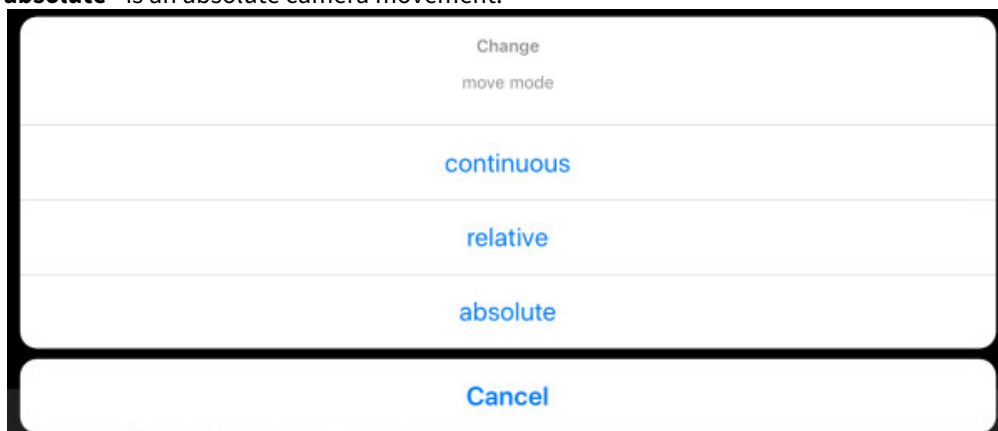 absolute" is an absolute camera movement.
Change
move mode
continuous
relative
absolute
Cancel